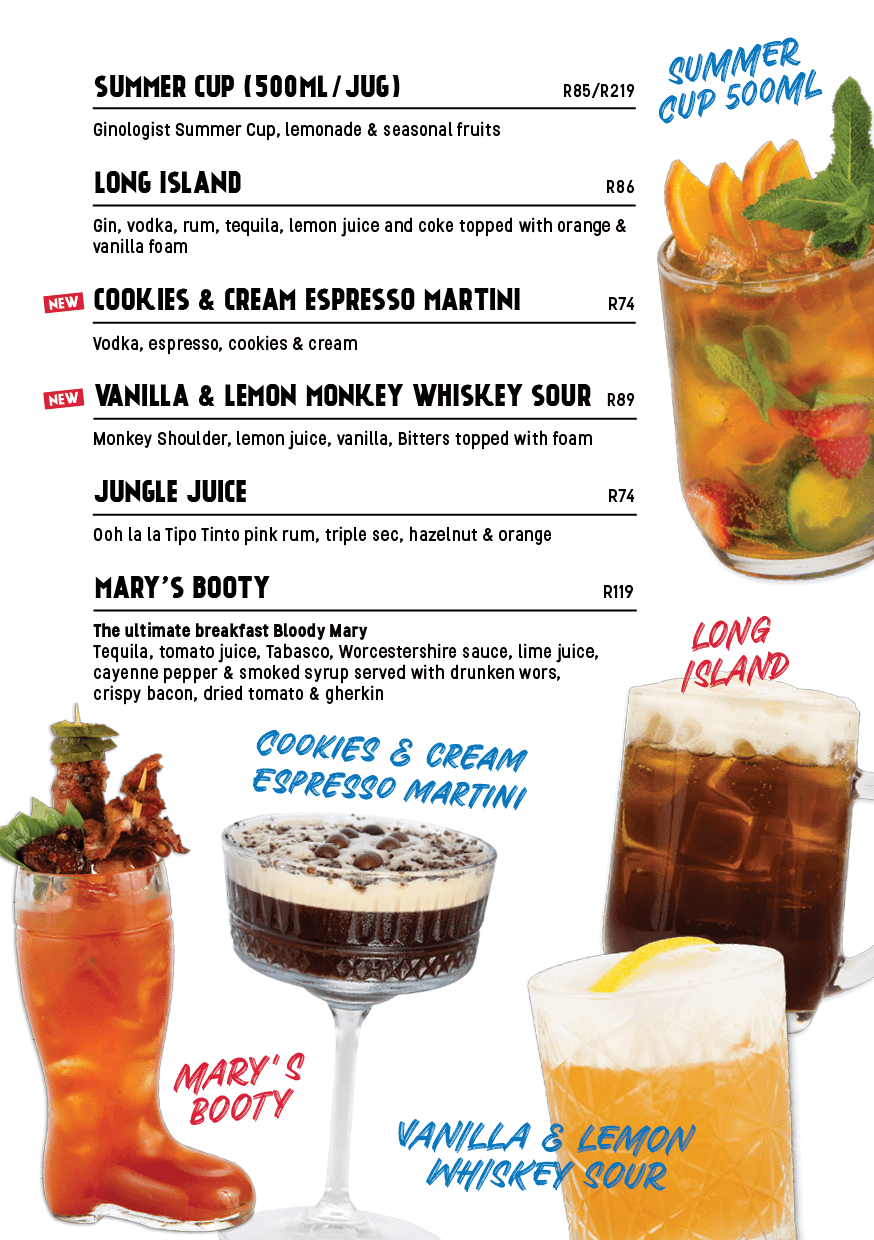 SUMMER CUP (500ML/JUG) R85/R219
Ginologist Summer Cup, lemonade & seasonal fruits
LONG ISLAND R86
Gin, vodka, rum, tequila, lemon juice and coke topped with orange &
vanilla foam
NEW COOKIES & CREAM ESPRESSO MARTINI R74
Vodka, espresso, cookies & cream
NEW VANILLA & LEMON MONKEY WHISKEY SOUR R89
Monkey Shoulder, lemon juice, vanilla, Bitters topped with foam
JUNGLE JUICE R74
Ooh la la Tipo Tinto pink rum, triple sec, hazelnut & orange
MARY'S BOOTY R119
The ultimate breakfast Bloody Mary
Tequila, tomato juice, Tabasco, Worcestershire sauce, lime juice,
cayenne pepper & smoked syrup served with drunken wors,
crispy bacon, dried tomato & gherkin
SUMMER
CUP 500ML
LONG
ISLAND
COOKIES & CREAM
ESPRESSO MARTINI
MARY'S
BOOTY
VANILLA & LEMON
WHISKEY SOUR